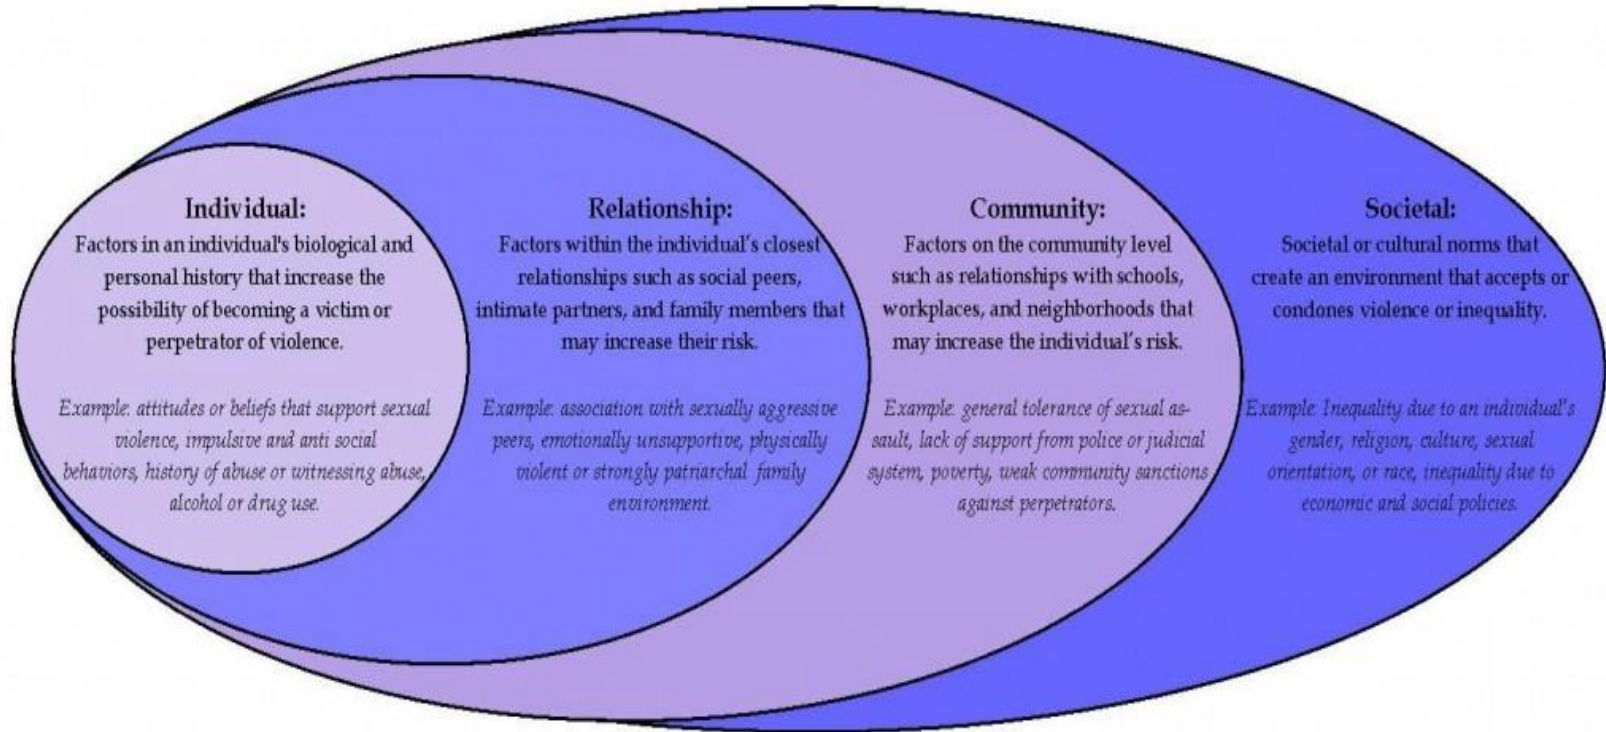 Individual:
Factors in an individual's biological and
personal history that increase the
possibility of becoming a victim or
perpetrator of violence.
Example: attitudes or beliefs that support sexual
violence, impulsive and anti social
behaviors, history of abuse or witnessing abuse,
alcohol or drug use.
Relationship:
Factors within the individual's closest
relationships such as social peers,
intimate partners, and family members that
may increase their risk.
Example: association with sexually aggressive
peers, emotionally unsupportive, physically
violent or strongly patriarchal family
environment.
Community:
Factors on the community level
such as relationships with schools,
workplaces, and neighborhoods that
may increase the individual's risk.
Example: general tolerance of sexual as-
sault, lack of support from police or judicial
system, poverty, weak community sanctions
against perpetrators.
Societal:
Societal or cultural norms that
create an environment that accepts or
condones violence or inequality.
Example: Inequality due to an individual's
gender, religion, culture, sexual
orientation, or race, inequality due to
economic and social policies.